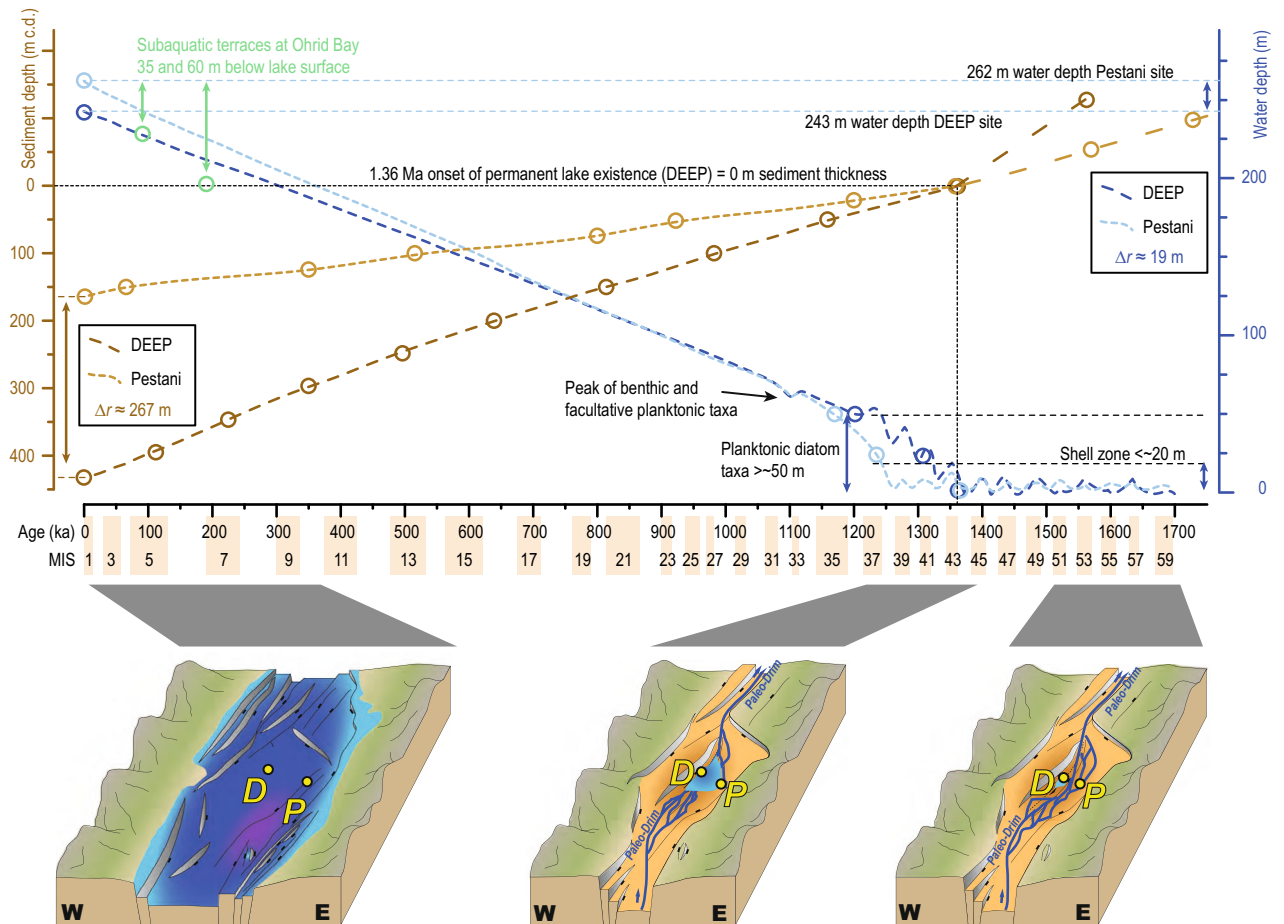 Subaquatic terraces at Ohrid Bay
35 and 60 m below lake surface
262 m water depth Pestani site
243 m water depth DEEP site
1.36 Ma onset of permanent lake existence (DEEP) = 0 m sediment thickness
Sediment depth (m c.d.)
0
100
200
300
400
Water depth (m)
200
100
0
DEEP
Pestani
Δr ≈ 19 m
DEEP
Pestani
Δr ≈ 267 m
Peak of benthic and
facultative planktonic taxa
Planktonic diatom
taxa >~50 m
Shell zone <~20 m
Age (ka) 0 100 200 300 400 500 600 700 800 900 1000 1100 1200 1300 1400 1500 1600 1700
MIS 1 3 5 7 9 11 13 15 17 19 21 23 25 27 29 31 33 35 37 39 41 43 45 47 49 51 53 55 57 59
D
P
W E
Paleo-Drim
D
P
Paleo-Drim
W E
Paleo-Drim
D
P
Paleo-Drim
W E